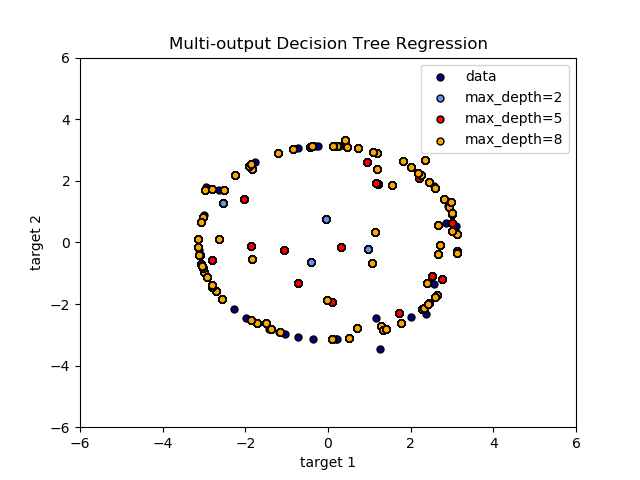 Multi-output Decision Tree Regression
data
max_depth=2
max_depth=5
max_depth=8
6
4
2
0
−2
−4
−6
target 2
−6 −4 −2 0 2 4 6
target 1